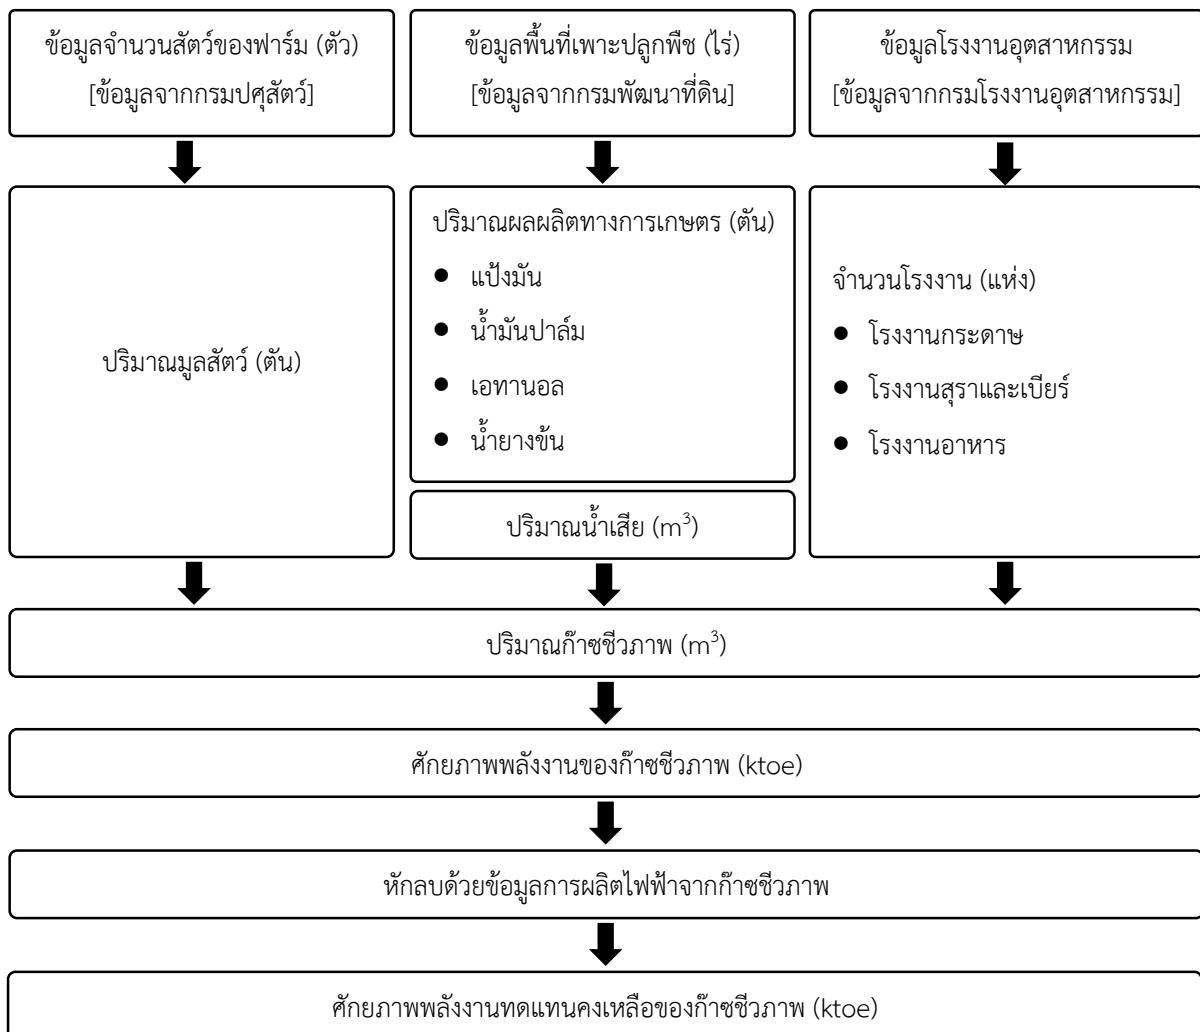 ข้อมูลจำนวนสัตว์ของฟาร์ม (ตัว)
[ข้อมูลจากกรมปศุสัตว์]
ข้อมูลพื้นที่เพาะปลูกพืช (ไร่)
[ข้อมูลจากกรมพัฒนาที่ดิน]
ข้อมูลโรงงานอุตสาหกรรม
[ข้อมูลจากกรมโรงงานอุตสาหกรรม]
ปริมาณมูลสัตว์ (ตัน)
ปริมาณผลผลิตทางการเกษตร (ตัน)
● แป้งมัน
● น้ำมันปาล์ม
● เอทานอล
● น้ำยางข้น
ปริมาณน้ำเสีย (m³)
จำนวนโรงงาน (แห่ง)
● โรงงานกระดาษ
● โรงงานสุราและเบียร์
● โรงงานอาหาร
ปริมาณก๊าซชีวภาพ (m³)
ศักยภาพพลังงานของก๊าซชีวภาพ (ktoe)
หักลบด้วยข้อมูลการผลิตไฟฟ้าจากก๊าซชีวภาพ
ศักยภาพพลังงานทดแทนคงเหลือของก๊าซชีวภาพ (ktoe)